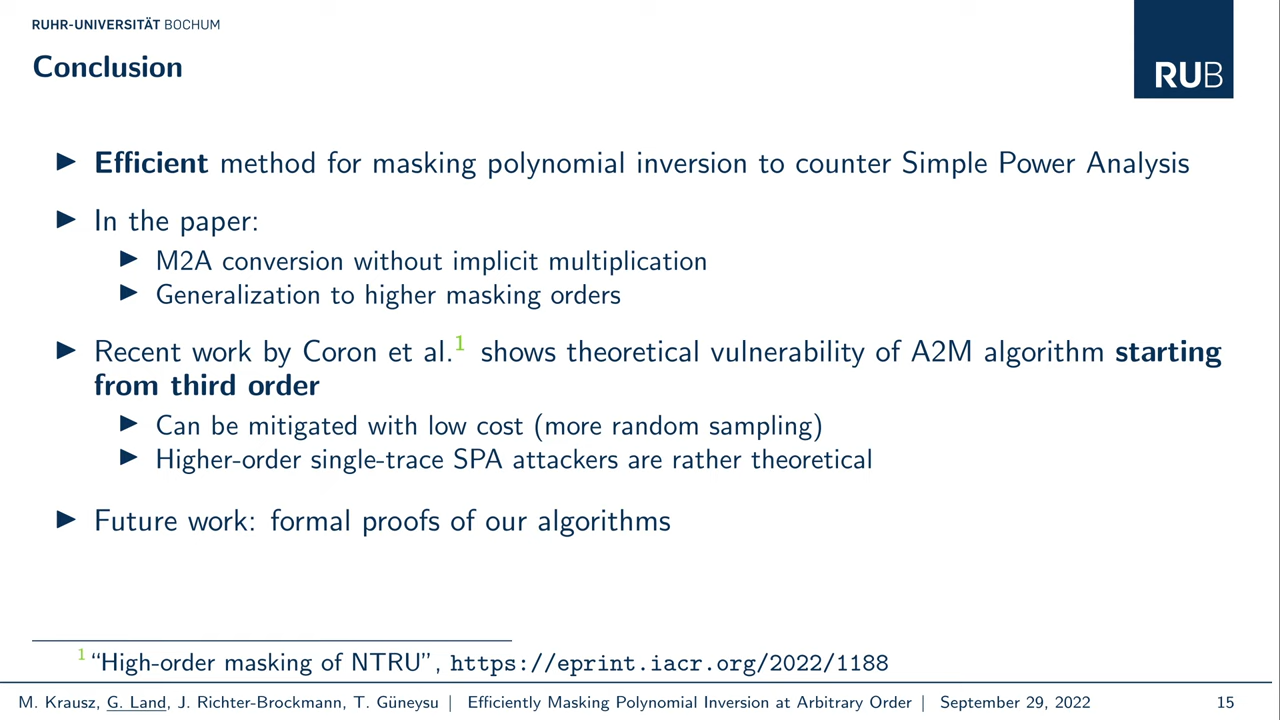 RUHR-UNIVERSITÄT BOCHUM
Conclusion
RUB
▶ Efficient method for masking polynomial inversion to counter Simple Power Analysis
▶ In the paper:
▶ M2A conversion without implicit multiplication
▶ Generalization to higher masking orders
▶ Recent work by Coron et al.1 shows theoretical vulnerability of A2M algorithm starting
from third order
▶ Can be mitigated with low cost (more random sampling)
▶ Higher-order single-trace SPA attackers are rather theoretical
▶ Future work: formal proofs of our algorithms
1 “High-order masking of NTRU”, https://eprint.iacr.org/2022/1188
M. Krausz, G. Land, J. Richter-Brockmann, T. Güneysu | Efficiently Masking Polynomial Inversion at Arbitrary Order | September 29, 2022 15